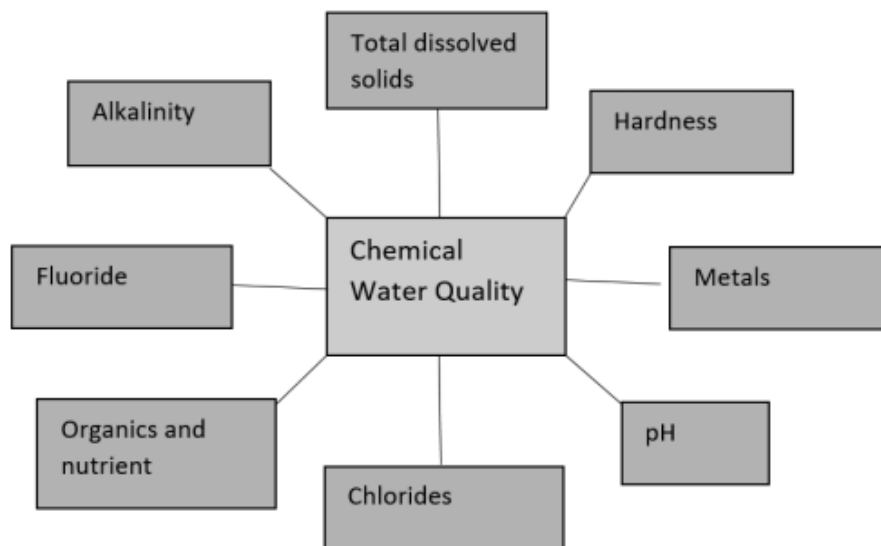 Total dissolved
solids
Alkalinity
Hardness
Chemical
Water Quality
Fluoride
Metals
Organics and
nutrient
pH
Chlorides